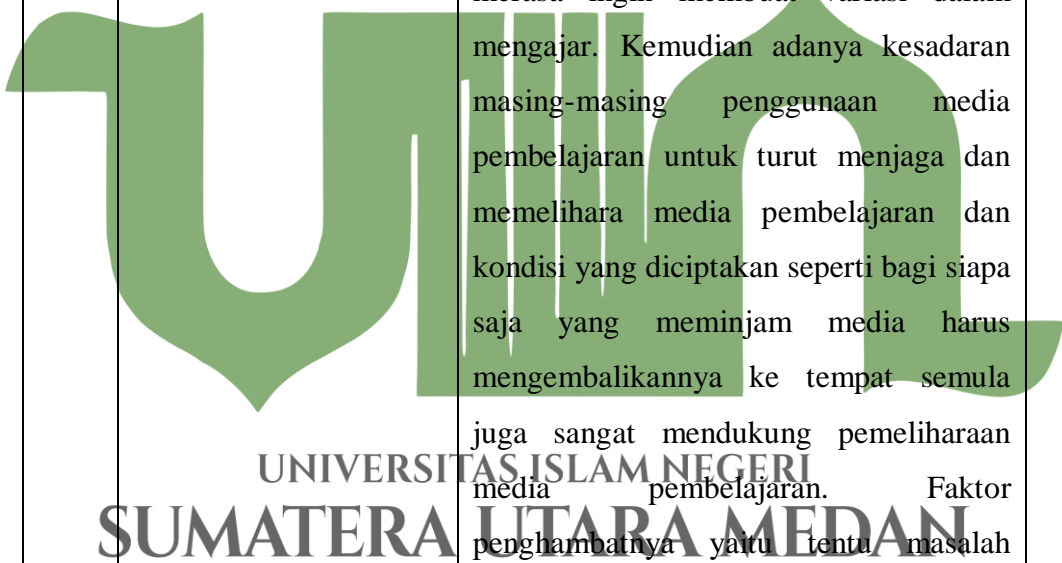 merasa ingin membuat variasi dalam
mengajar. Kemudian adanya kesadaran
masing-masing penggunaan media
pembelajaran untuk turut menjaga dan
memelihara media pembelajaran dan
kondisi yang diciptakan seperti bagi siapa
saja yang meminjam media harus
mengembalikannya ke tempat semula
juga sangat mendukung pemeliharaan
media pembelajaran. Faktor
penghambatnya yaitu tentu masalah
UNIVERSITAS ISLAM NEGERI
SUMATERA UTARA MEDAN